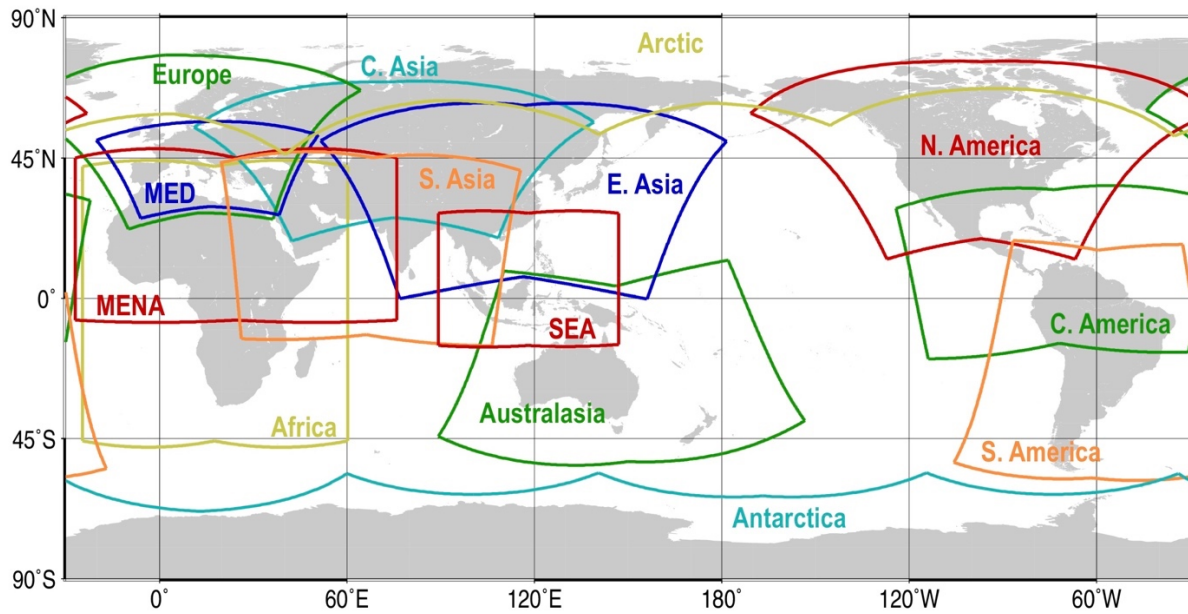 90˚N
Arctic
Europe
C. Asia
45˚N
N. America
MED
S. Asia
E. Asia
0˚
MENA
SEA
C. America
Africa
Australasia
45˚S
S. America
Antarctica
90˚S
0˚
60˚E
120˚E
180˚
120˚W
60˚W